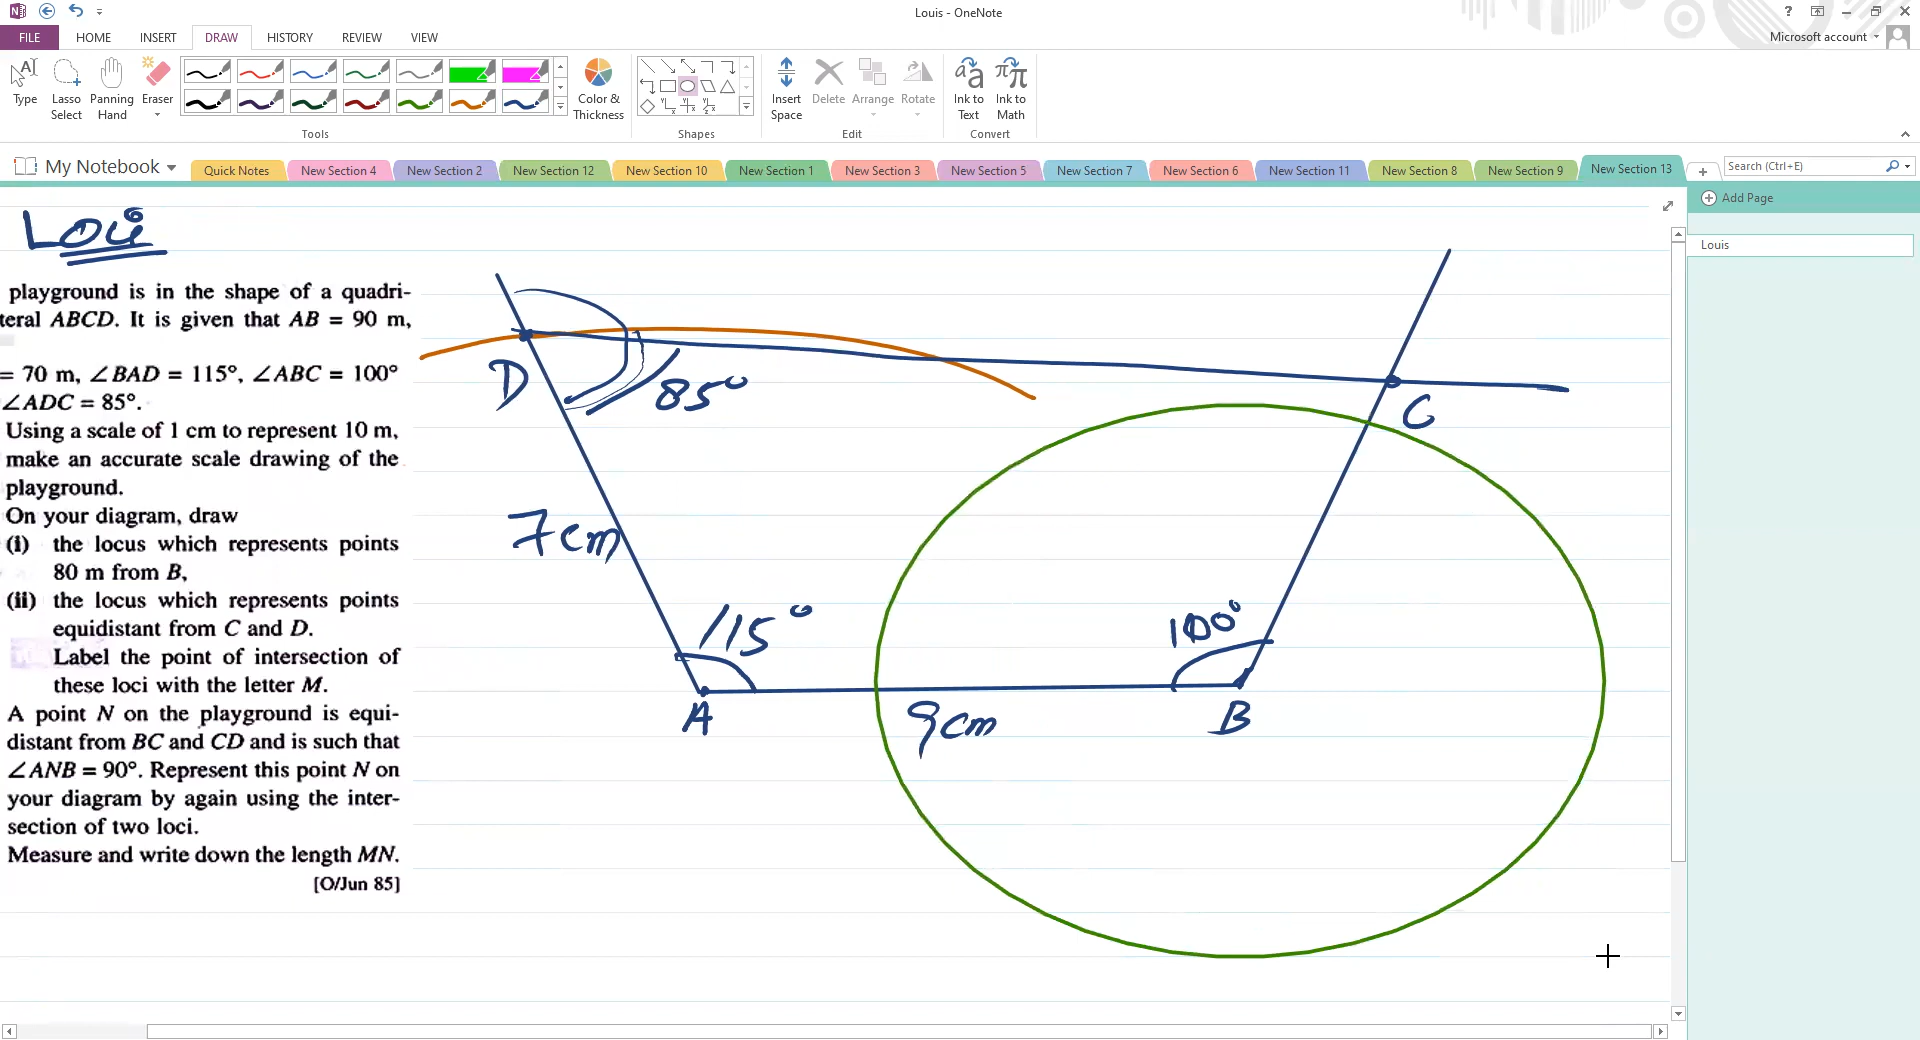 Louis - OneNote
Microsoft account
FILE HOME INSERT DRAW HISTORY REVIEW VIEW
Type
Lasso Select
Panning Hand
Eraser
Color & Thickness
Insert Space
Delete
Arrange
Rotate
Ink to Text
Ink to Math
Tools
Shapes
Edit
Convert
My Notebook
Quick Notes
New Section 4
New Section 2
New Section 12
New Section 10
New Section 1
New Section 3
New Section 5
New Section 7
New Section 6
New Section 11
New Section 8
New Section 9
New Section 13
Search (Ctrl+E)
Add Page
Louis
Loci
playground is in the shape of a quadri-
teral ABCD. It is given that AB = 90 m,
= 70 m, ∠BAD = 115°, ∠ABC = 100°
∠ADC = 85°.
Using a scale of 1 cm to represent 10 m,
make an accurate scale drawing of the
playground.
On your diagram, draw
(i) the locus which represents points
80 m from B,
(ii) the locus which represents points
equidistant from C and D.
Label the point of intersection of
these loci with the letter M.
A point N on the playground is equi-
distant from BC and CD and is such that
∠ANB = 90°. Represent this point N on
your diagram by again using the inter-
section of two loci.
Measure and write down the length MN.
[O/Jun 85]
D
85°
C
7cm
115°
100°
A
9cm
B